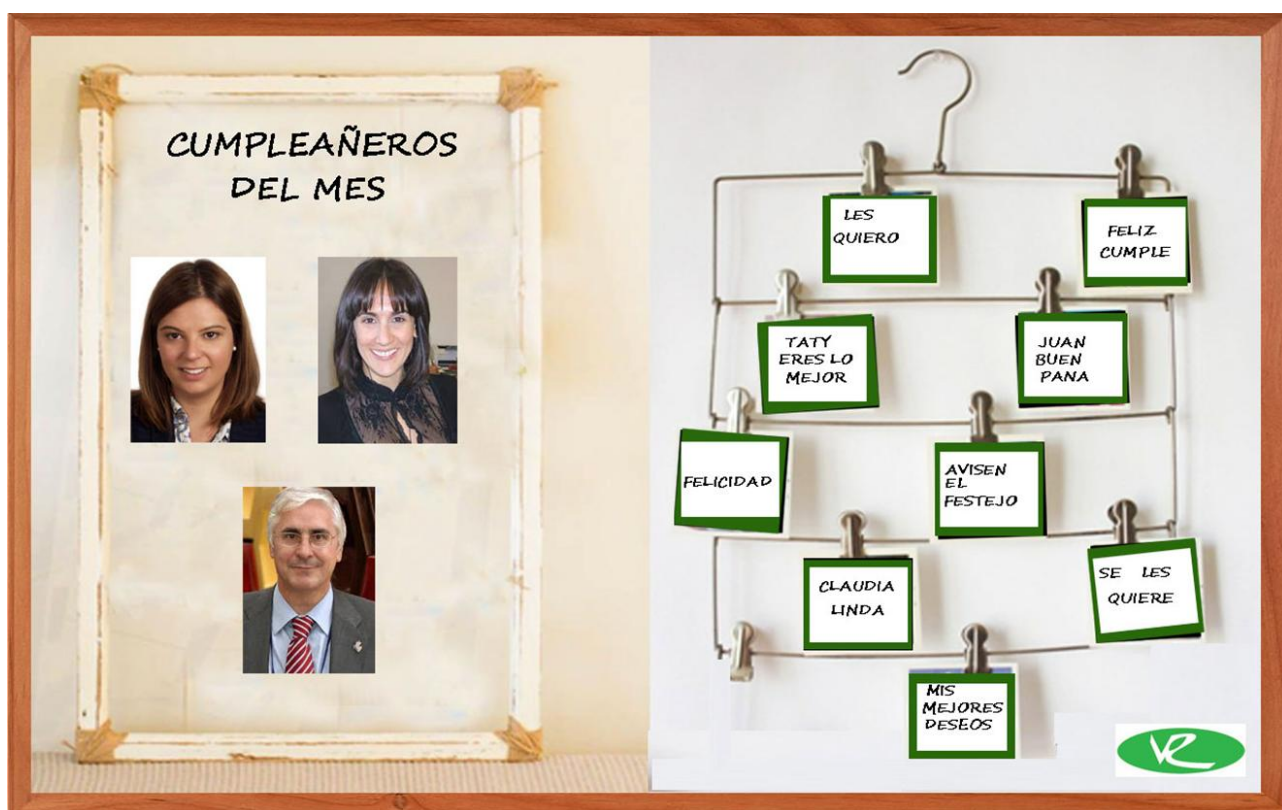 CUMPLEAÑEROS
DEL MES
LES
QUIERO
FELIZ
CUMPLE
TATY
ERES LO
MEJOR
JUAN
BUEN
PANA
FELICIDAD
AVISEN
EL
FESTEJO
CLAUDIA
LINDA
SE LES
QUIERE
MIS
MEJORES
DESEOS
VR